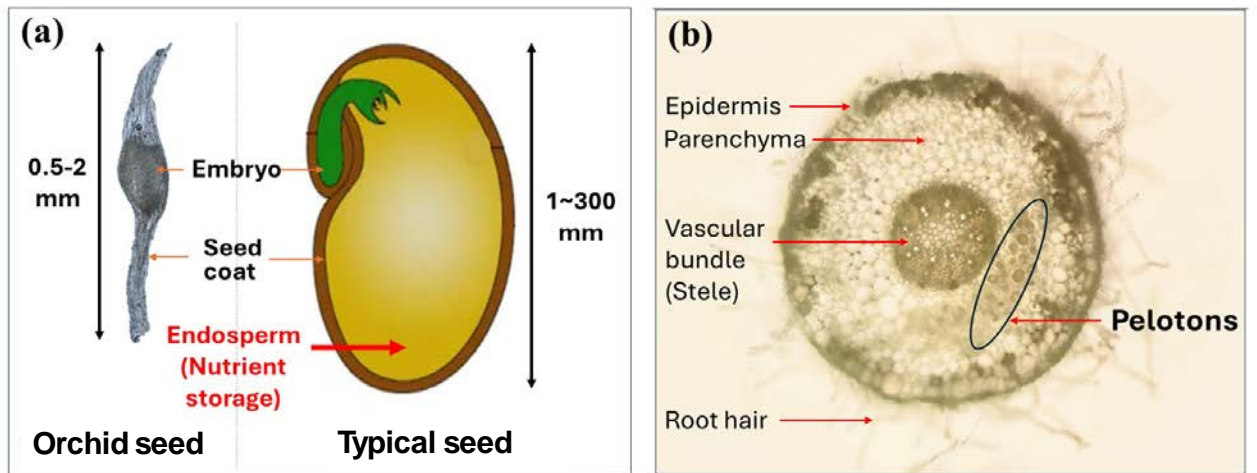 (a)
0.5-2
mm
Embryo
Seed
coat
Endosperm
(Nutrient
storage)
1~300
mm
Orchid seed
Typical seed
(b)
Epidermis
Parenchyma
Vascular
bundle
(Stele)
Pelotons
Root hair